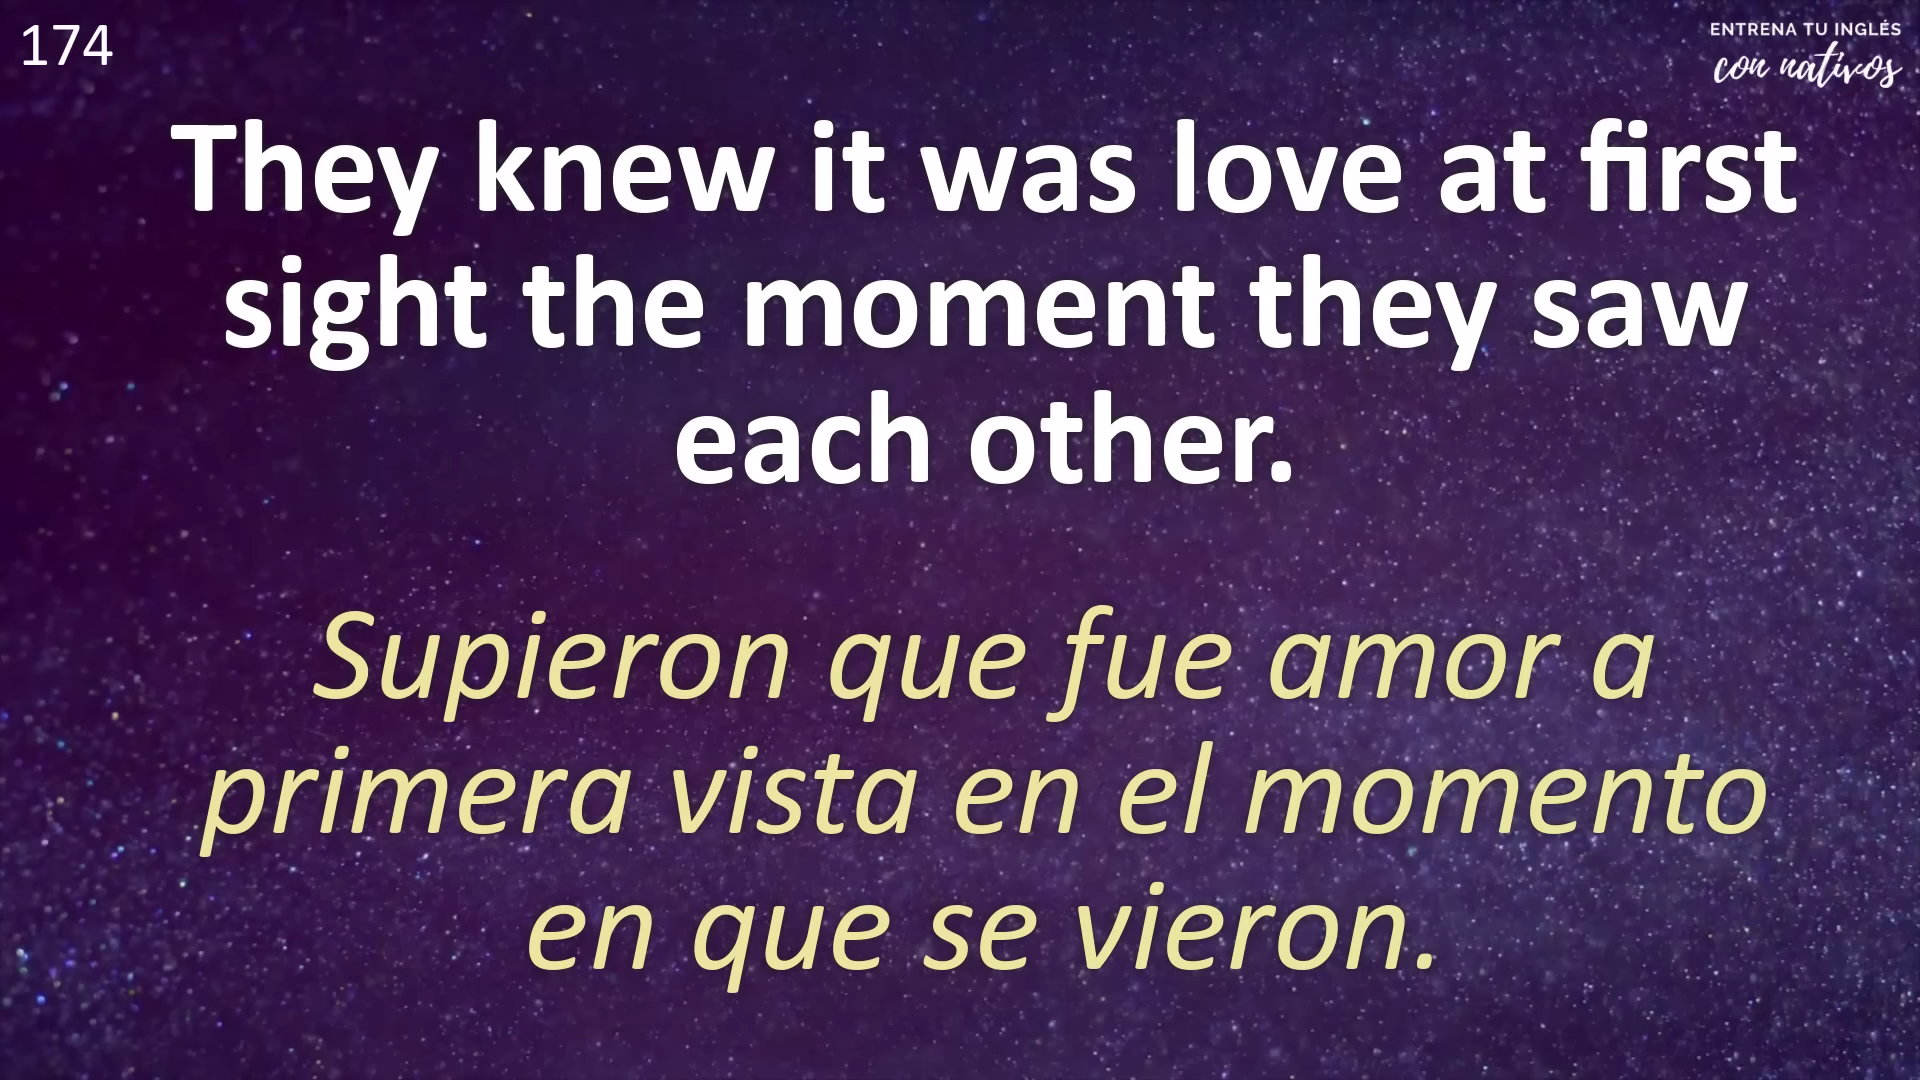 174
ENTRENA TU INGLÉS
con nativos
They knew it was love at first
sight the moment they saw
each other.
Supieron que fue amor a
primera vista en el momento
en que se vieron.